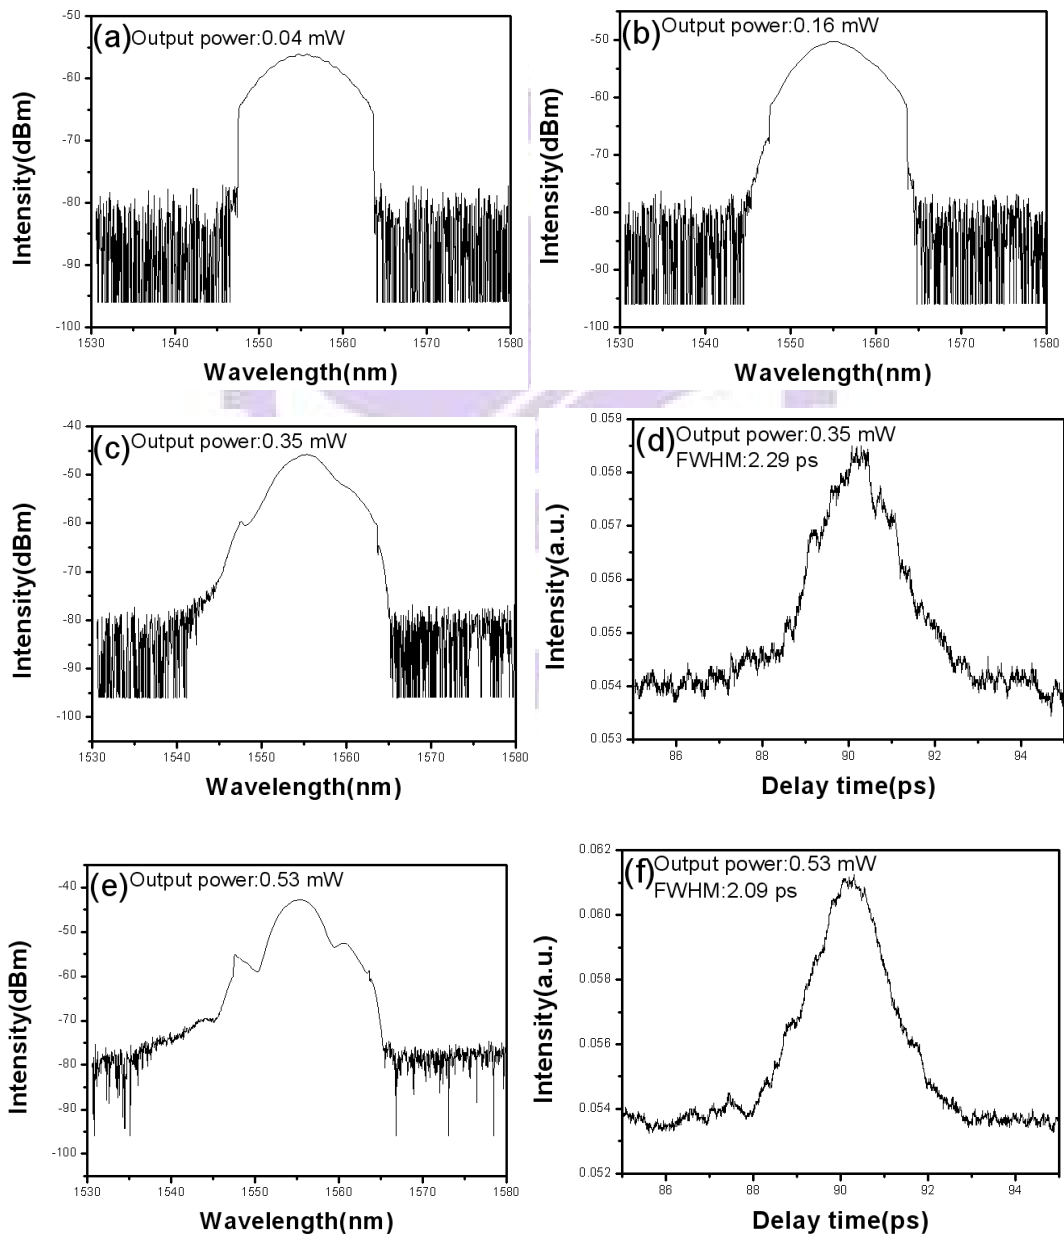 (a) Output power:0.04 mW
-50
-60
-70
-80
-90
-100
1530 1540 1550 1560 1570 1580
Intensity(dBm)
Wavelength(nm)
(b) Output power:0.16 mW
-50
-60
-70
-80
-90
-100
1530 1540 1550 1560 1570 1580
Intensity(dBm)
Wavelength(nm)
(c) Output power:0.35 mW
-40
-50
-60
-70
-80
-90
-100
1530 1540 1550 1560 1570 1580
Intensity(dBm)
Wavelength(nm)
(d) Output power:0.35 mW
FWHM:2.29 ps
0.059
0.058
0.057
0.056
0.055
0.054
0.053
86 88 90 92 94
Intensity(a.u.)
Delay time(ps)
(e) Output power:0.53 mW
-40
-50
-60
-70
-80
-90
-100
1530 1540 1550 1560 1570 1580
Intensity(dBm)
Wavelength(nm)
(f) Output power:0.53 mW
FWHM:2.09 ps
0.062
0.060
0.058
0.056
0.054
0.052
86 88 90 92 94
Intensity(a.u.)
Delay time(ps)